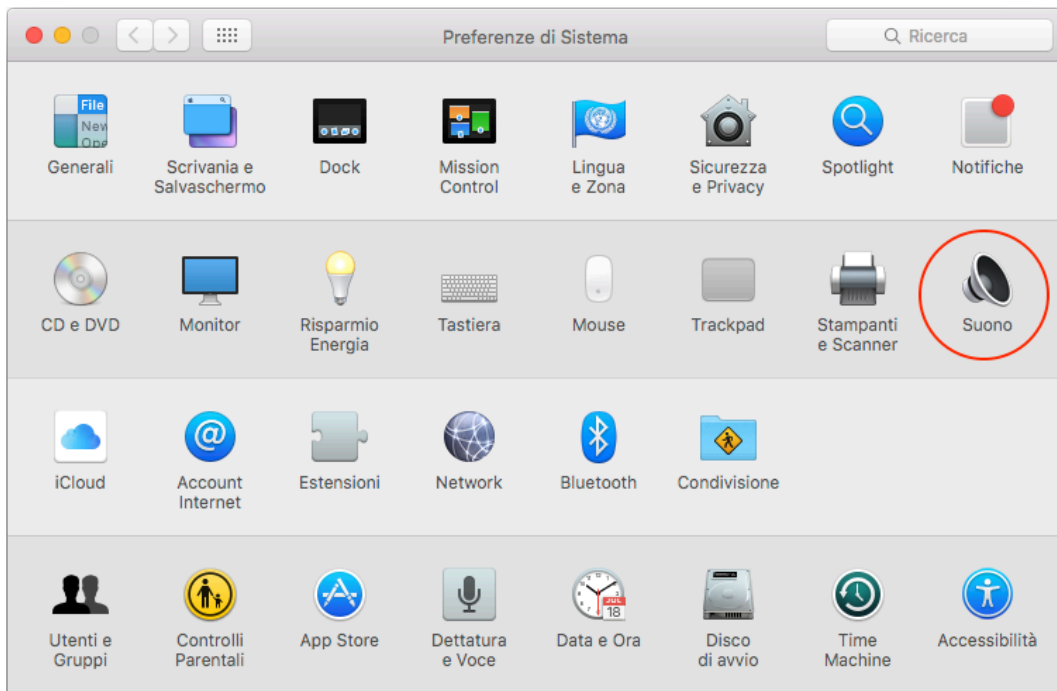 Preferenze di Sistema
Ricerca
File
New
Ope
Generali
Scrivania e
Salvaschermo
Dock
Mission
Control
Lingua
e Zona
Sicurezza
e Privacy
Spotlight
Notifiche
CD e DVD
Monitor
Risparmio
Energia
Tastiera
Mouse
Trackpad
Stampanti
e Scanner
Suono
iCloud
@
Account
Internet
Estensioni
Network
Bluetooth
Condivisione
Utenti e
Gruppi
Controlli
Parentali
App Store
Dettatura
e Voce
JUL
18
Data e Ora
Disco
di avvio
Time
Machine
Accessibilità